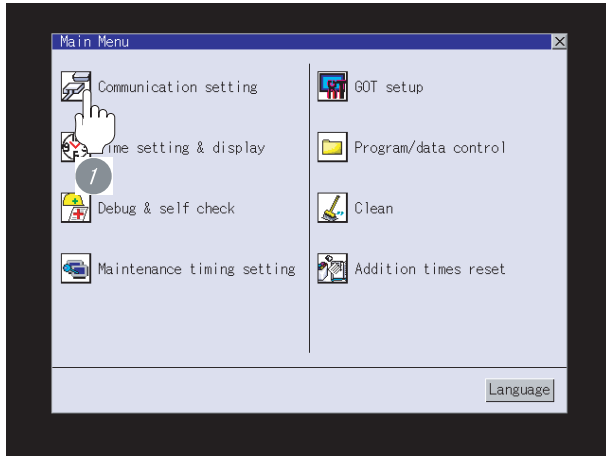 Main Menu
Communication setting
GOT setup
ime setting & display
Program/data control
1
Debug & self check
Clean
Maintenance timing setting
Addition times reset
Language